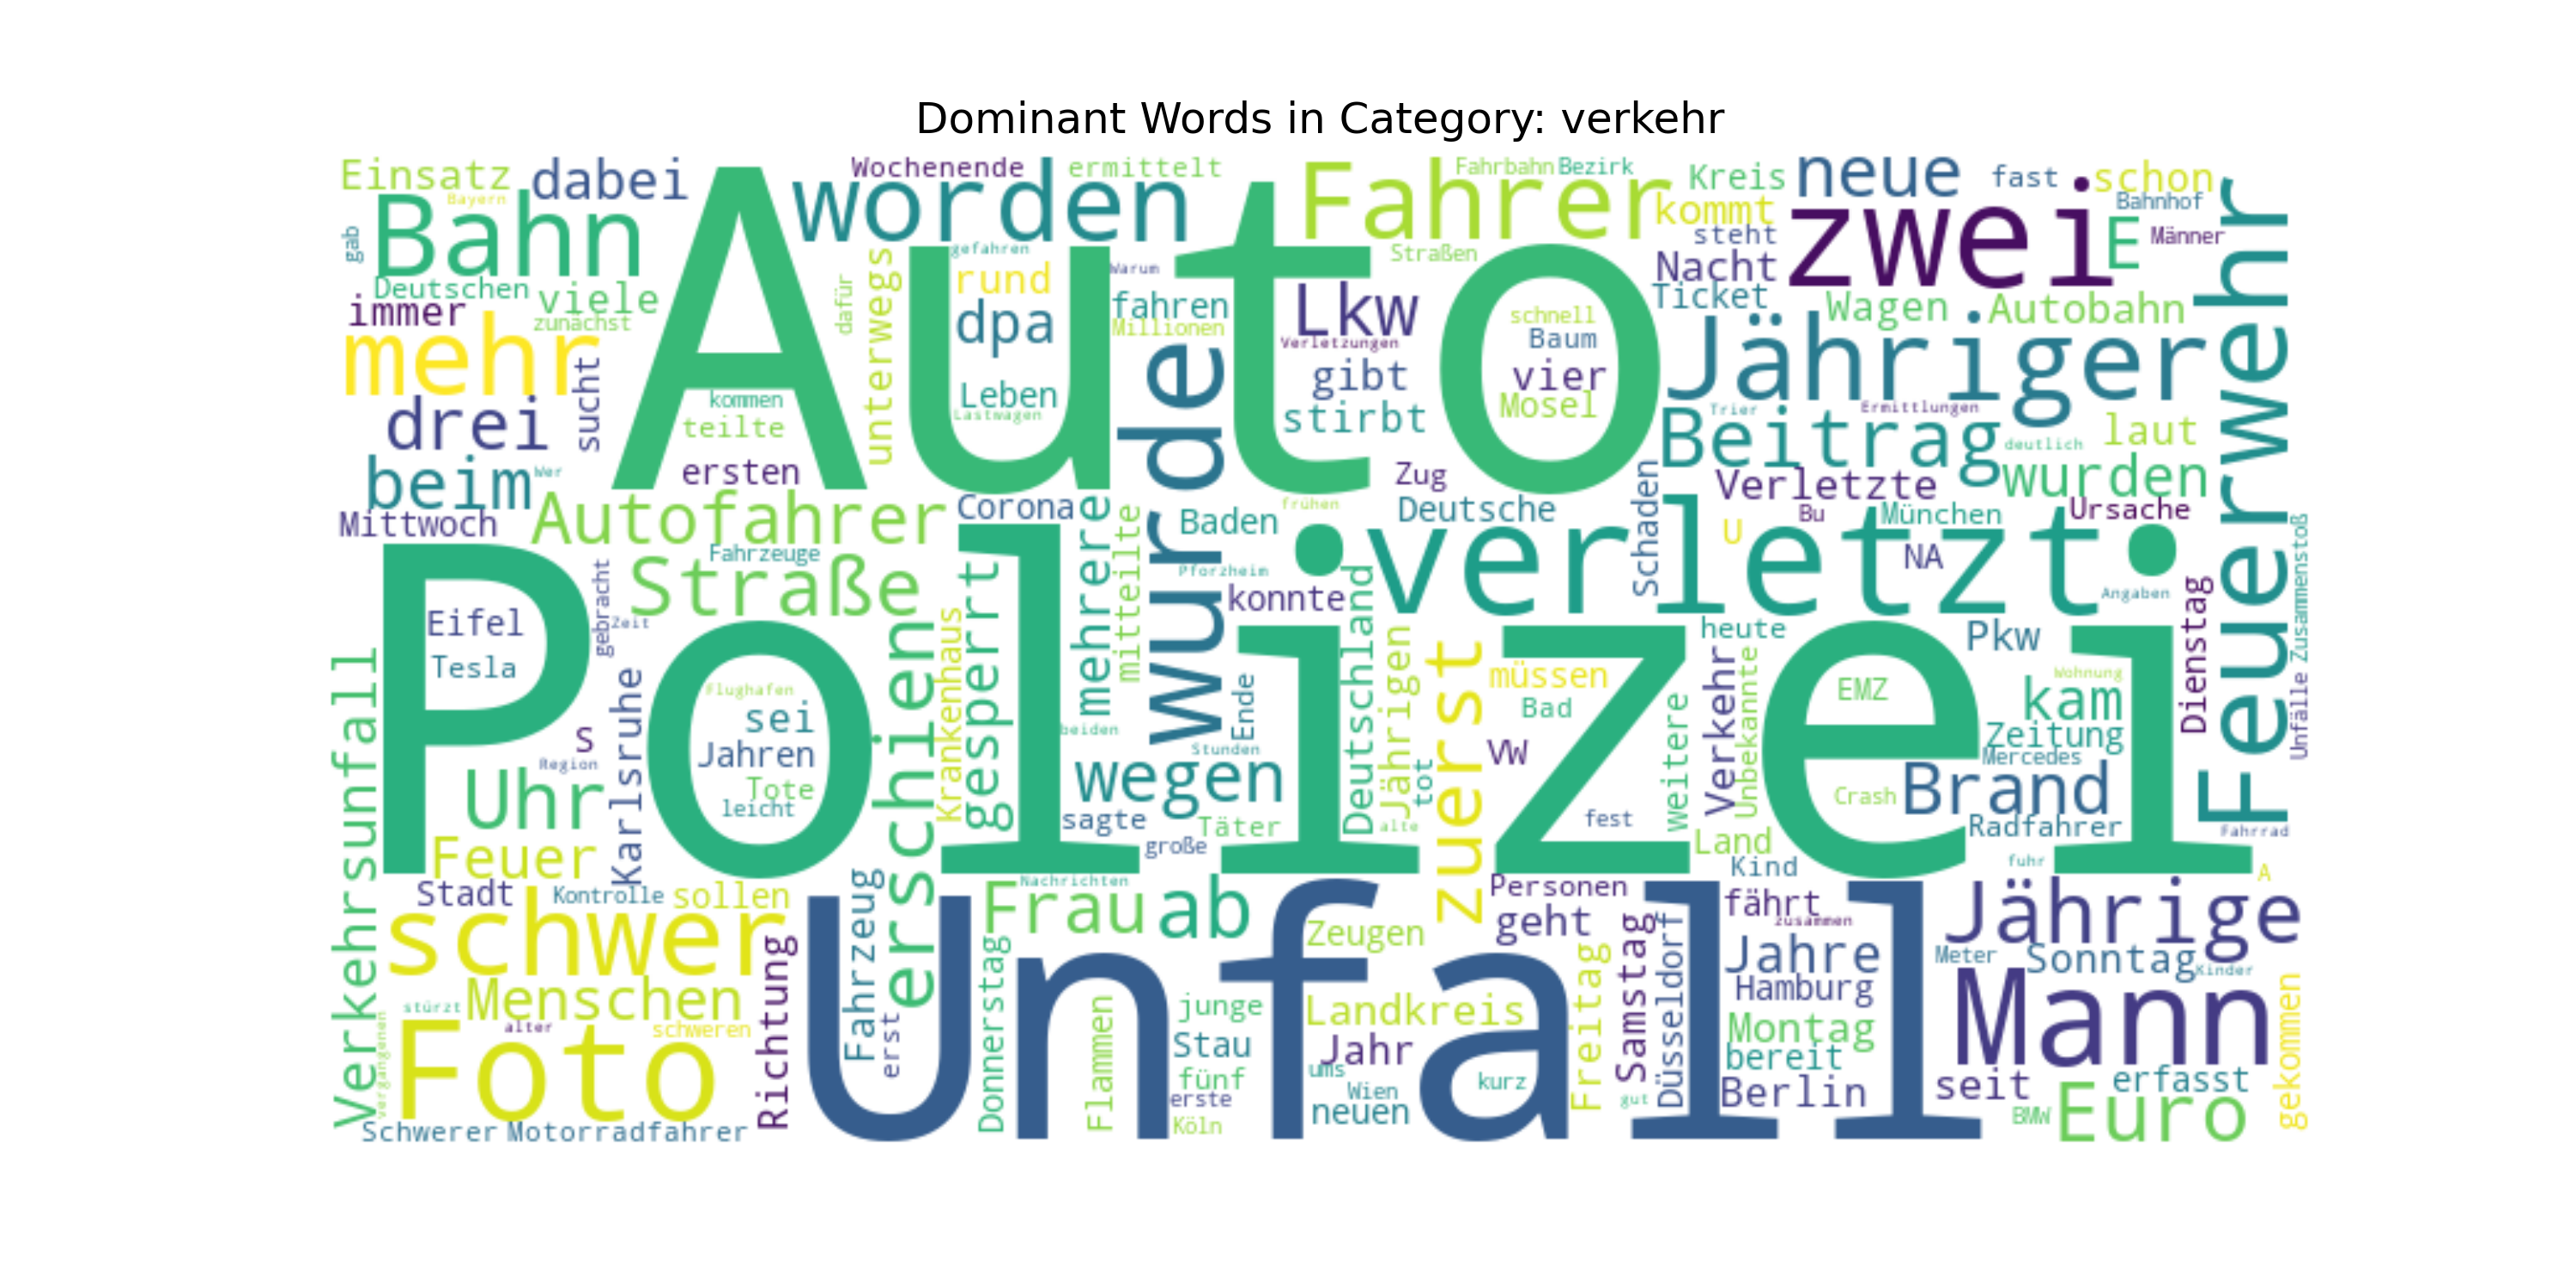 Dominant Words in Category: verkehr
Einsatz dabei Wochenende ermittelt Fahrbahn Bezirk Kreis neue fast schon
Bayern Bahn worden Fahrer kommt zwei Bahnhof
gab gefahren Straßen steht E Männer
Deutschen viele dafür unterwegs rund Warum Nacht
immer zunächst dpa fahren Millionen Lkw schnell Ticket Wagen Autobahn
mehr Auto Verletzungen Baum Jähriger Feuerwehr
sucht kommen Leben Lastwagen wurde gibt vier
drei teilte stirbt Mosel Beitrag Trier Ermittlungen deutlich laut
beim Wer ersten Zug Verletzte wurden
Mittwoch Autofahrer Corona mehrere mitteilte Baden frühen Deutsche Schaden U Bu München Ursache
Fahrzeuge verletzt NA
Straße gesperrt Pforzheim konnte Angaben Dienstag Zusammenstoß
Eifel gebracht Zeit Krankenhaus Deutschland Jährigen heute Pkw
Tesla Polizei zuerst müssen Verkehr Unbekannte Wohnung
Verkehrsunfall Karlsruhe Flughafen erschien beiden Ende Bad weitere EMZ kam Unfälle
S sei Stunden VW Zeitung
Region Jahren wegen tot Mercedes
Uhr Tote leicht Crash Brand
sagte Täter alte fest Radfahrer Fahrrad
Feuer große Land fuhr
Stadt Kontrolle sollen Fahrzeug Nachrichten Personen Kind A
schwer Frau ab Zeugen geht fährt zusammen Jährige
Richtung Donnerstag Unfall Freitag Samstag Düsseldorf Jahre Meter Sonntag Kinder
stürzt Menschen Flammen junge Landkreis Hamburg Mann gekommen
vergangenen Foto alter schweren erst Stau Jahr Montag
fünf ums bereit
erste Wien kurz gut Berlin seit erfasst
Schwerer Motorradfahrer Köln neuen BMW Euro